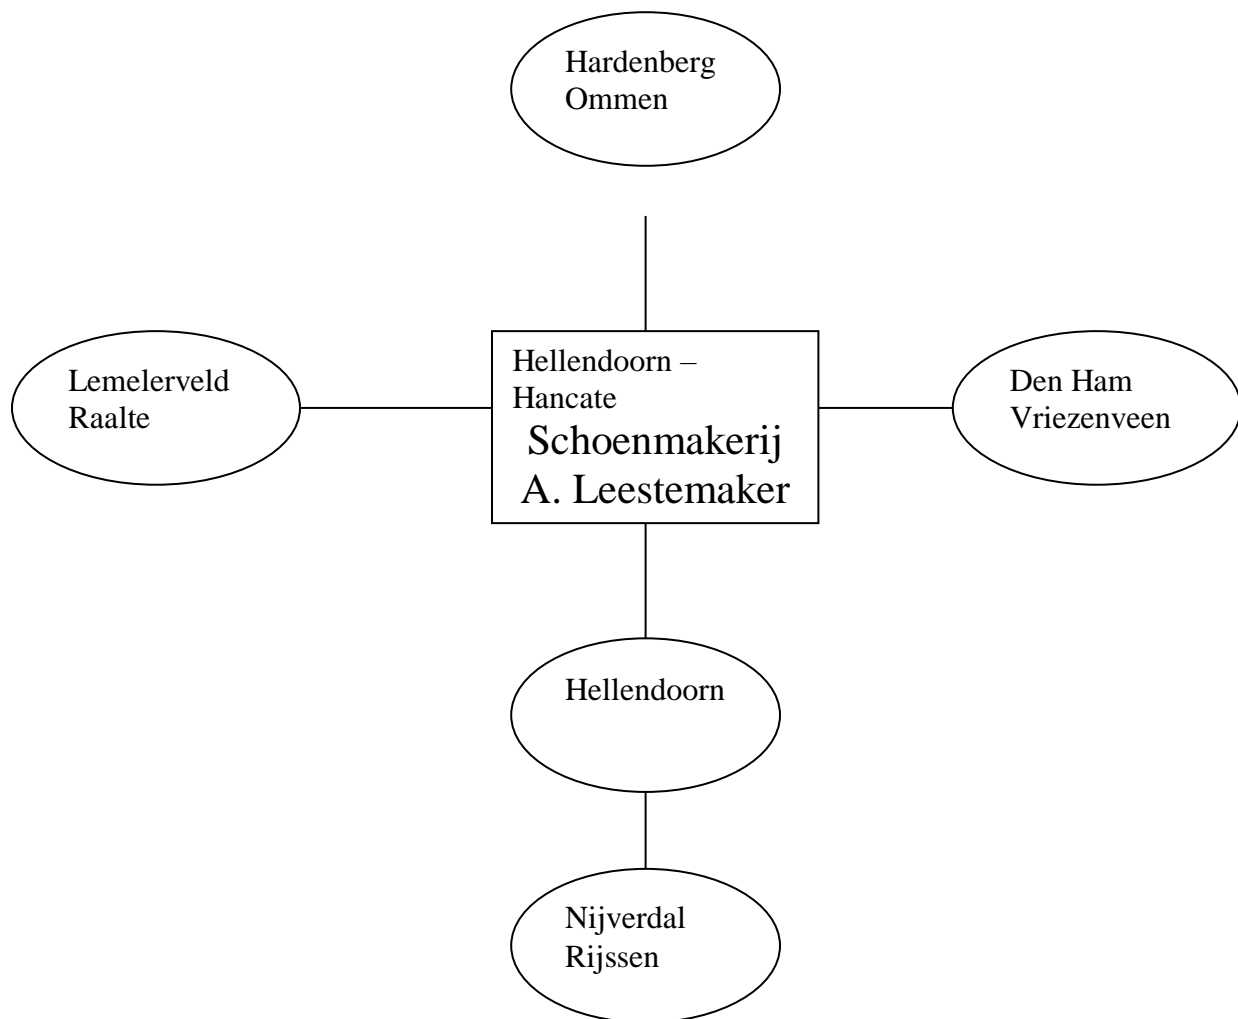 Hardenberg
Ommen
Lemelerveld
Raalte
Hellendoorn –
Hancate
Schoenmakerij
A. Leestemaker
Den Ham
Vriezenveen
Hellendoorn
Nijverdal
Rijssen